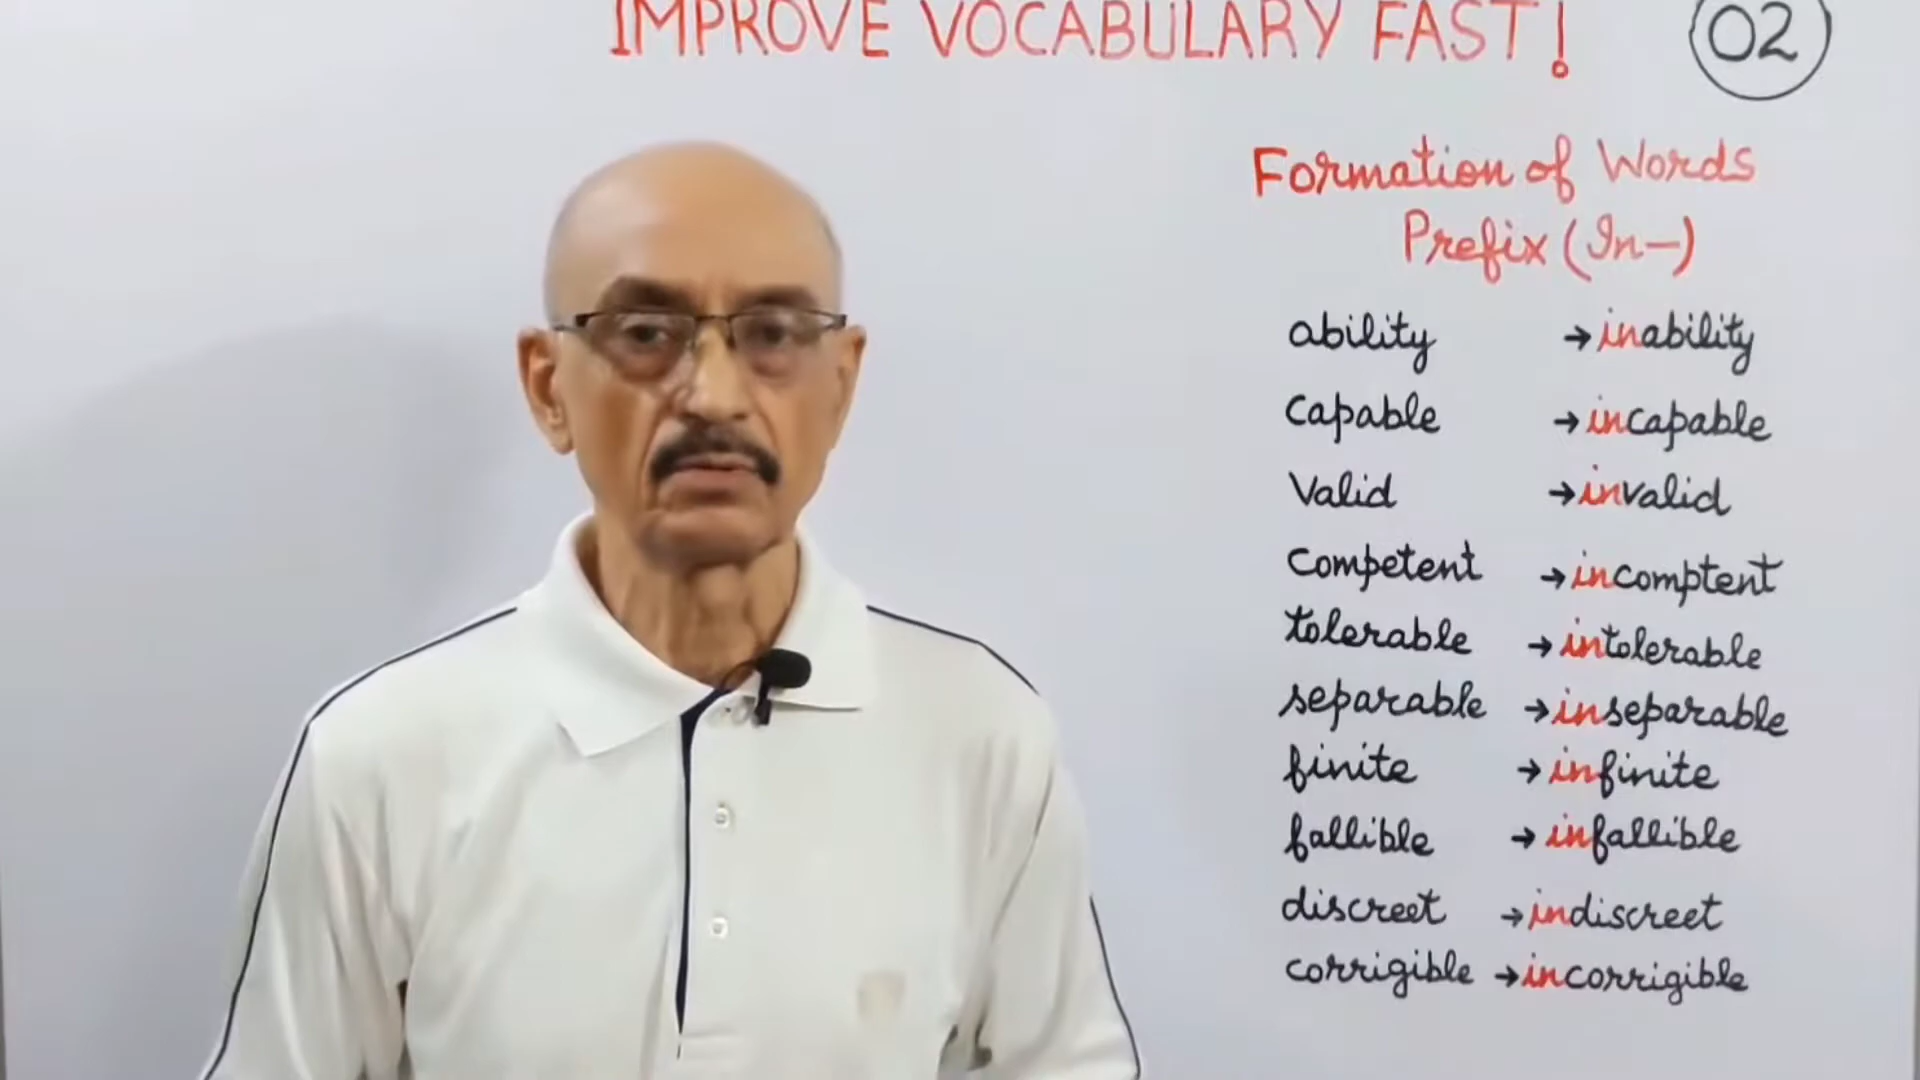 IMPROVE VOCABULARY FAST!
02
Formation of Words
Prefix (In-)
ability → inability
capable → incapable
Valid → invalid
competent → incomptent
tolerable → intolerable
separable → inseparable
finite → infinite
fallible → infallible
discreet → indiscreet
corrigible → incorrigible